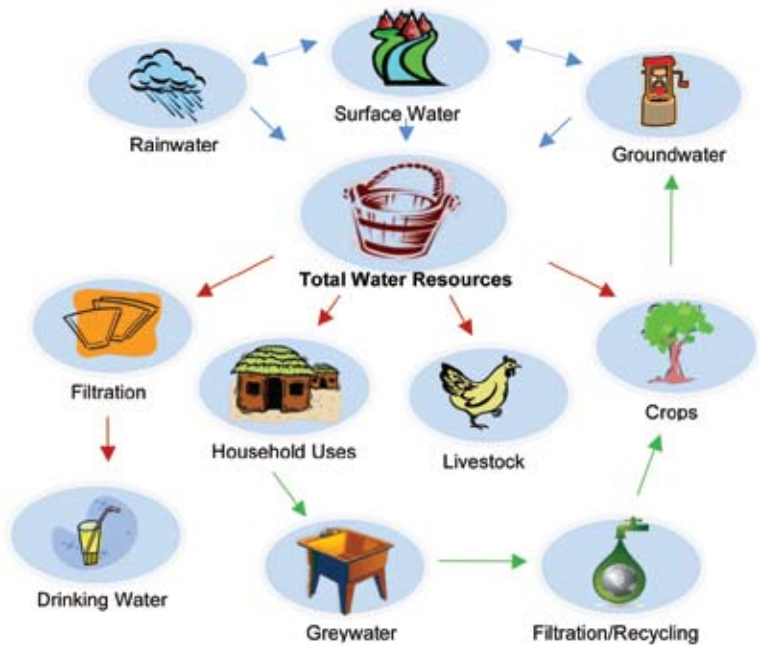 Rainwater
Surface Water
Groundwater
Total Water Resources
Filtration
Household Uses
Livestock
Crops
Drinking Water
Greywater
Filtration/Recycling